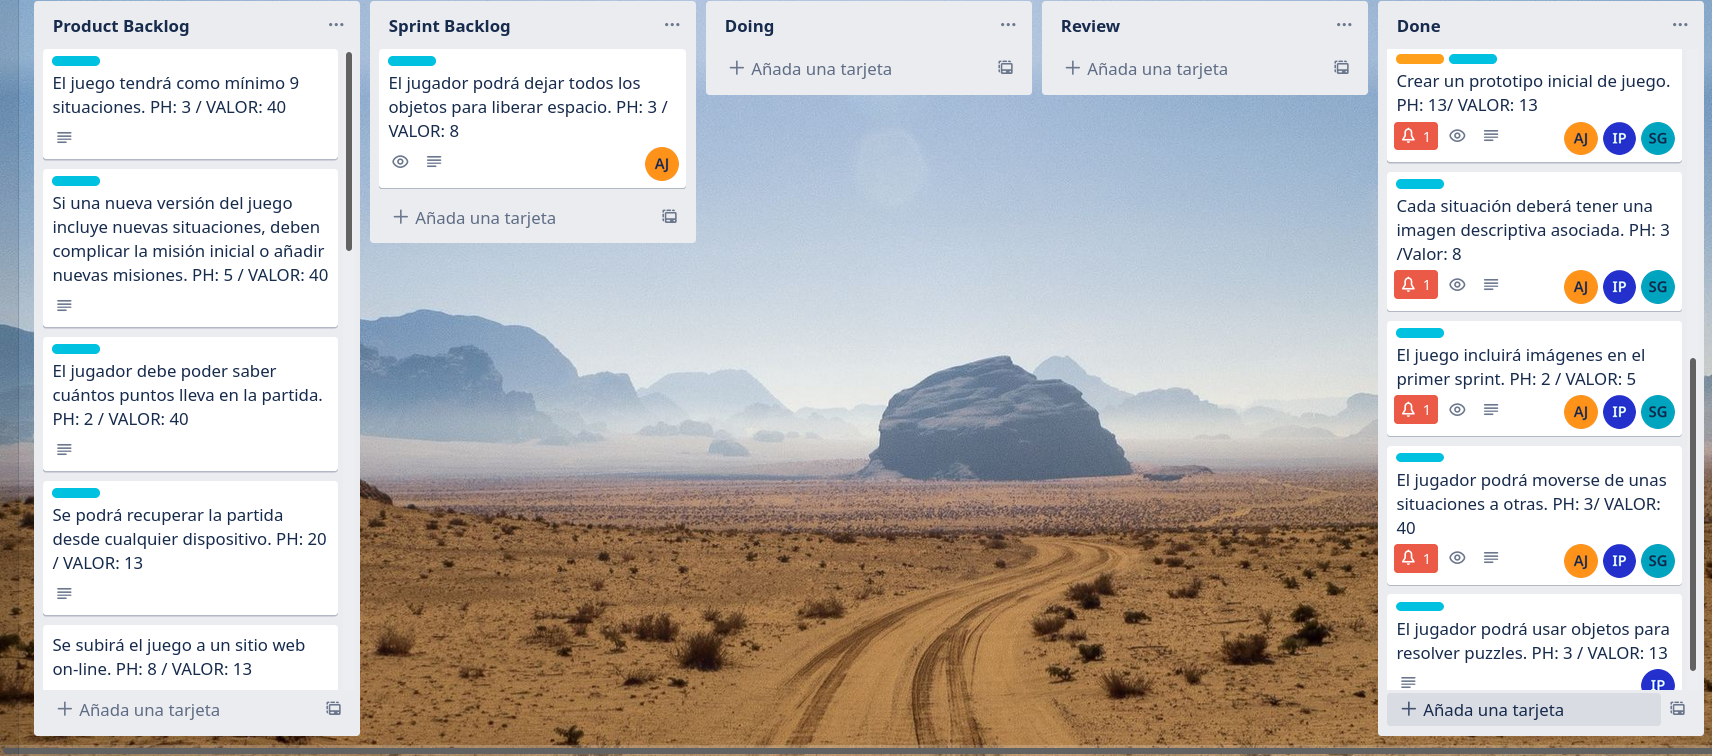 Product Backlog
El juego tendrá como mínimo 9
situaciones. PH: 3 / VALOR: 40
Si una nueva versión del juego
incluye nuevas situaciones, deben
complicar la misión inicial o añadir
nuevas misiones. PH: 5 / VALOR: 40
El jugador debe poder saber
cuántos puntos lleva en la partida.
PH: 2 / VALOR: 40
Se podrá recuperar la partida
desde cualquier dispositivo. PH: 20
/ VALOR: 13
Se subirá el juego a un sitio web
on-line. PH: 8 / VALOR: 13
Añada una tarjeta
Sprint Backlog
El jugador podrá dejar todos los
objetos para liberar espacio. PH: 3 /
VALOR: 8
AJ
Añada una tarjeta
Doing
Añada una tarjeta
Review
Añada una tarjeta
Done
Crear un prototipo inicial de juego.
PH: 13/ VALOR: 13
1 AJ IP SG
Cada situación deberá tener una
imagen descriptiva asociada. PH: 3
/Valor: 8
1 AJ IP SG
El juego incluirá imágenes en el
primer sprint. PH: 2 / VALOR: 5
1 AJ IP SG
El jugador podrá moverse de unas
situaciones a otras. PH: 3/ VALOR:
40
1 AJ IP SG
El jugador podrá usar objetos para
resolver puzzles. PH: 3 / VALOR: 13
IP
Añada una tarjeta